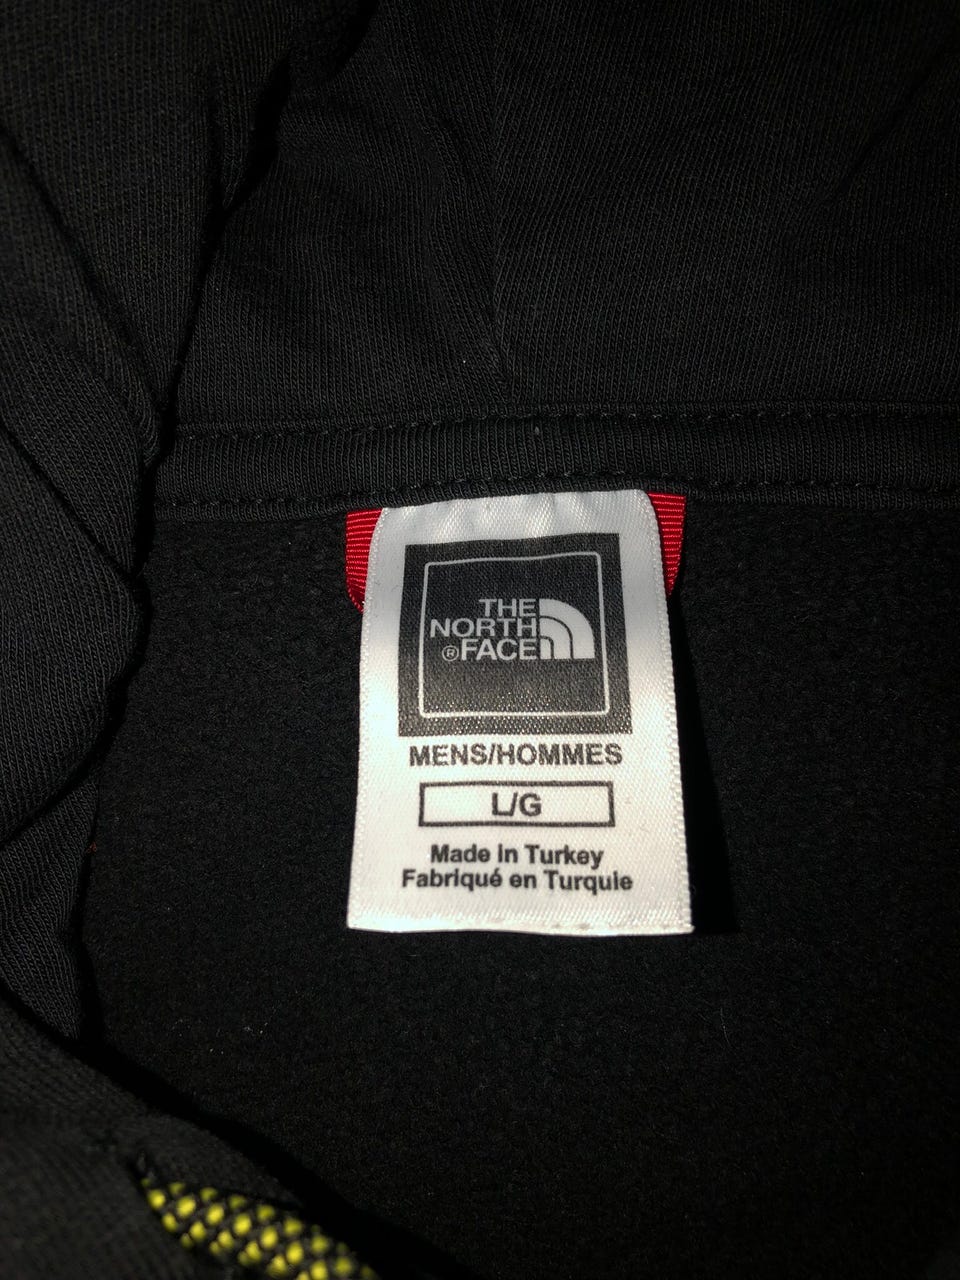 THE
NORTH
®FACE
MENS/HOMMES
L/G
Made in Turkey
Fabriqué en Turquie